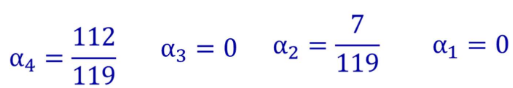 α₄ = 112/119 α₃ = 0 α₂ = 7/119 α₁ = 0